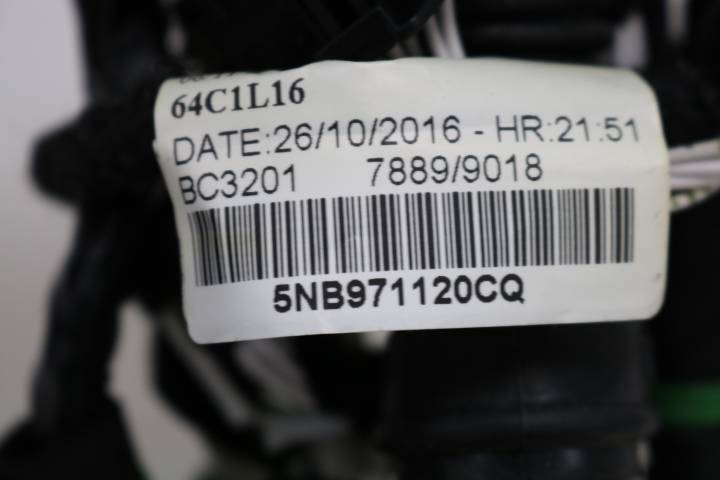 64C1L16
DATE:26/10/2016 - HR:21:51
BC3201 7889/9018
5NB971120CQ